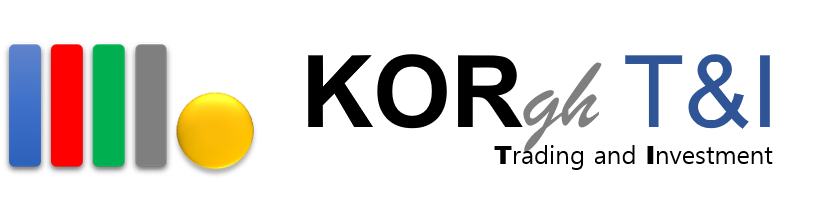 KORgh T&I
Trading and Investment